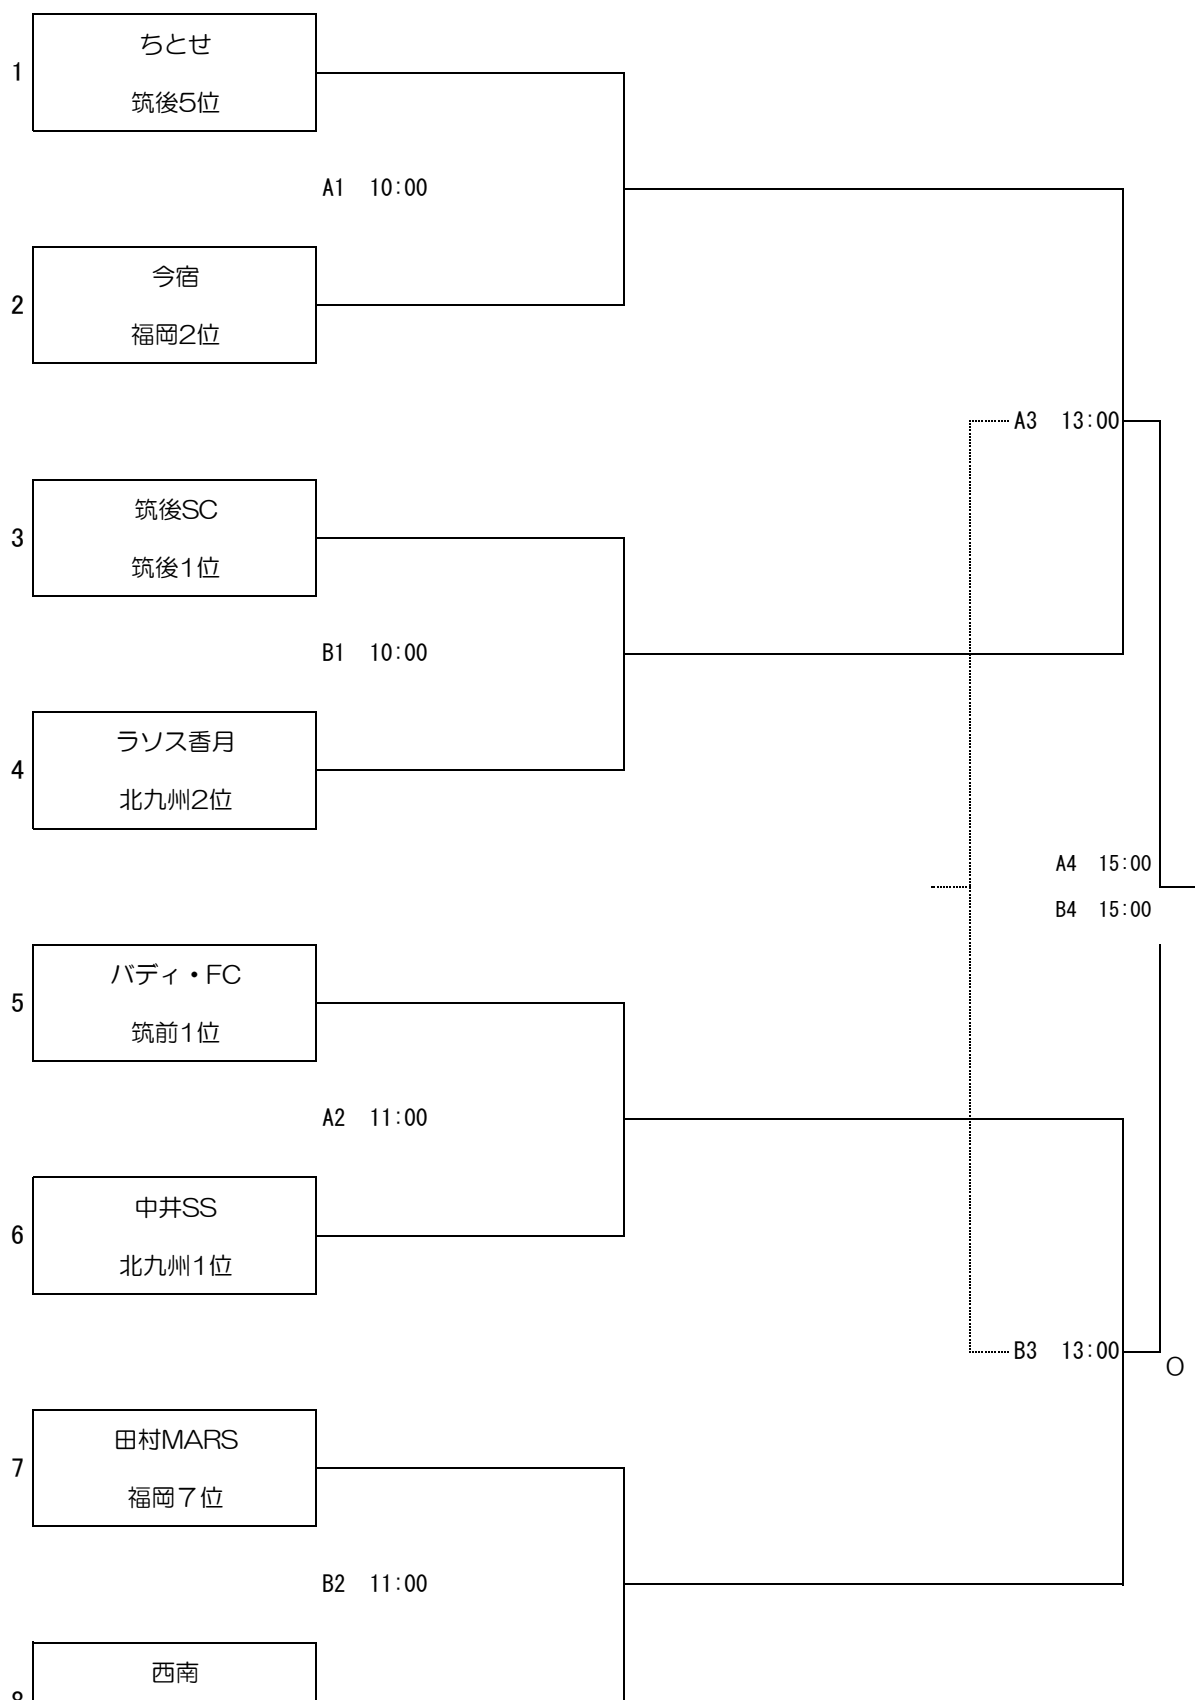 1
ちとせ
筑後5位
A1 10:00
2
今宿
福岡2位
A3 13:00
3
筑後SC
筑後1位
B1 10:00
4
ラソス香月
北九州2位
A4 15:00
B4 15:00
5
バディ・FC
筑前1位
A2 11:00
6
中井SS
北九州1位
B3 13:00
O
7
田村MARS
福岡7位
B2 11:00
8
西南